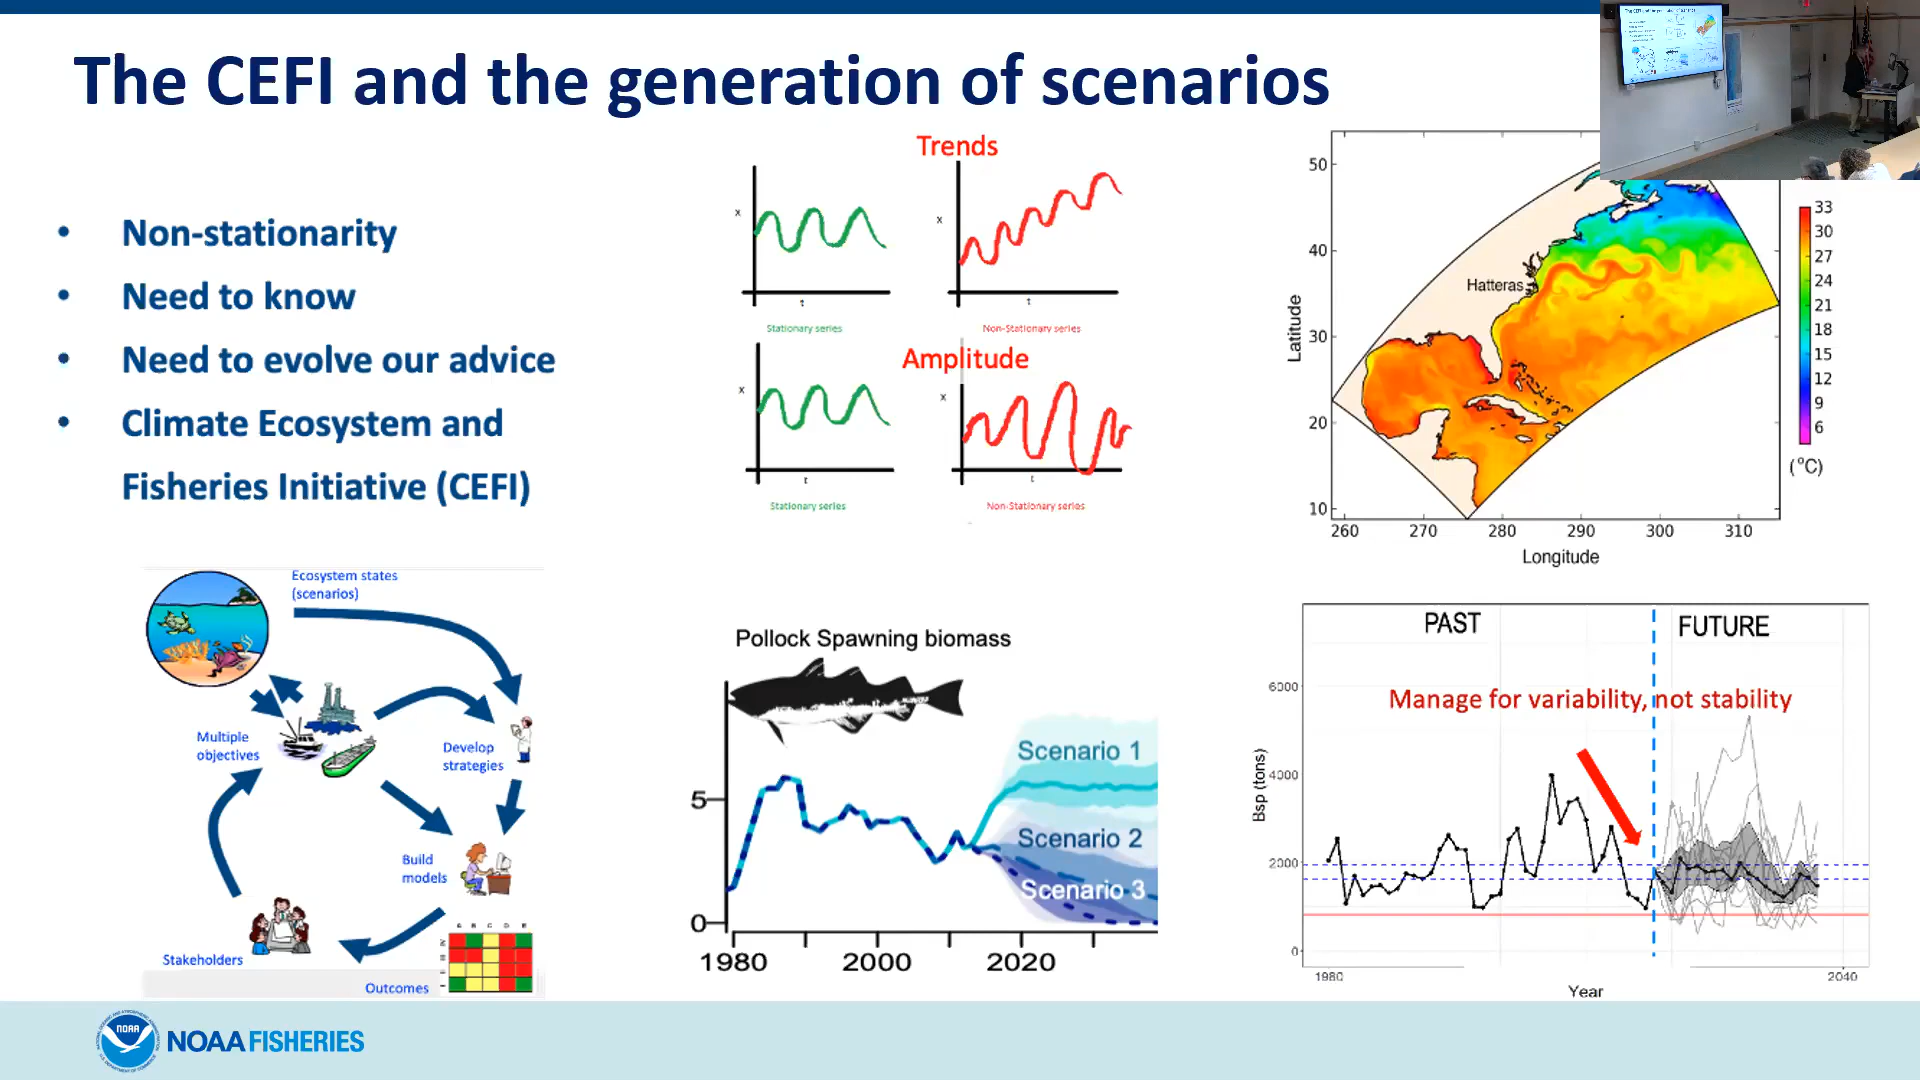 The CEFI and the generation of scenarios
• Non-stationarity
• Need to know
• Need to evolve our advice
• Climate Ecosystem and
Fisheries Initiative (CEFI)
Trends
x
t
Stationary series
x
t
Non-Stationary series
Amplitude
x
t
Stationary series
x
t
Non-Stationary series
50
40
30
20
10
Latitude
Hatteras
260 270 280 290 300 310
Longitude
33
30
27
24
21
18
15
12
9
6
(°C)
Ecosystem states
(scenarios)
Multiple
objectives
Develop
strategies
Build
models
Stakeholders
A B C D E
Outcomes
Pollock Spawning biomass
5
0
Scenario 1
Scenario 2
Scenario 3
1980 2000 2020
PAST FUTURE
Manage for variability, not stability
6000
4000
2000
0
Bsp (tons)
1980 2040
Year
NOAA
NOAA FISHERIES